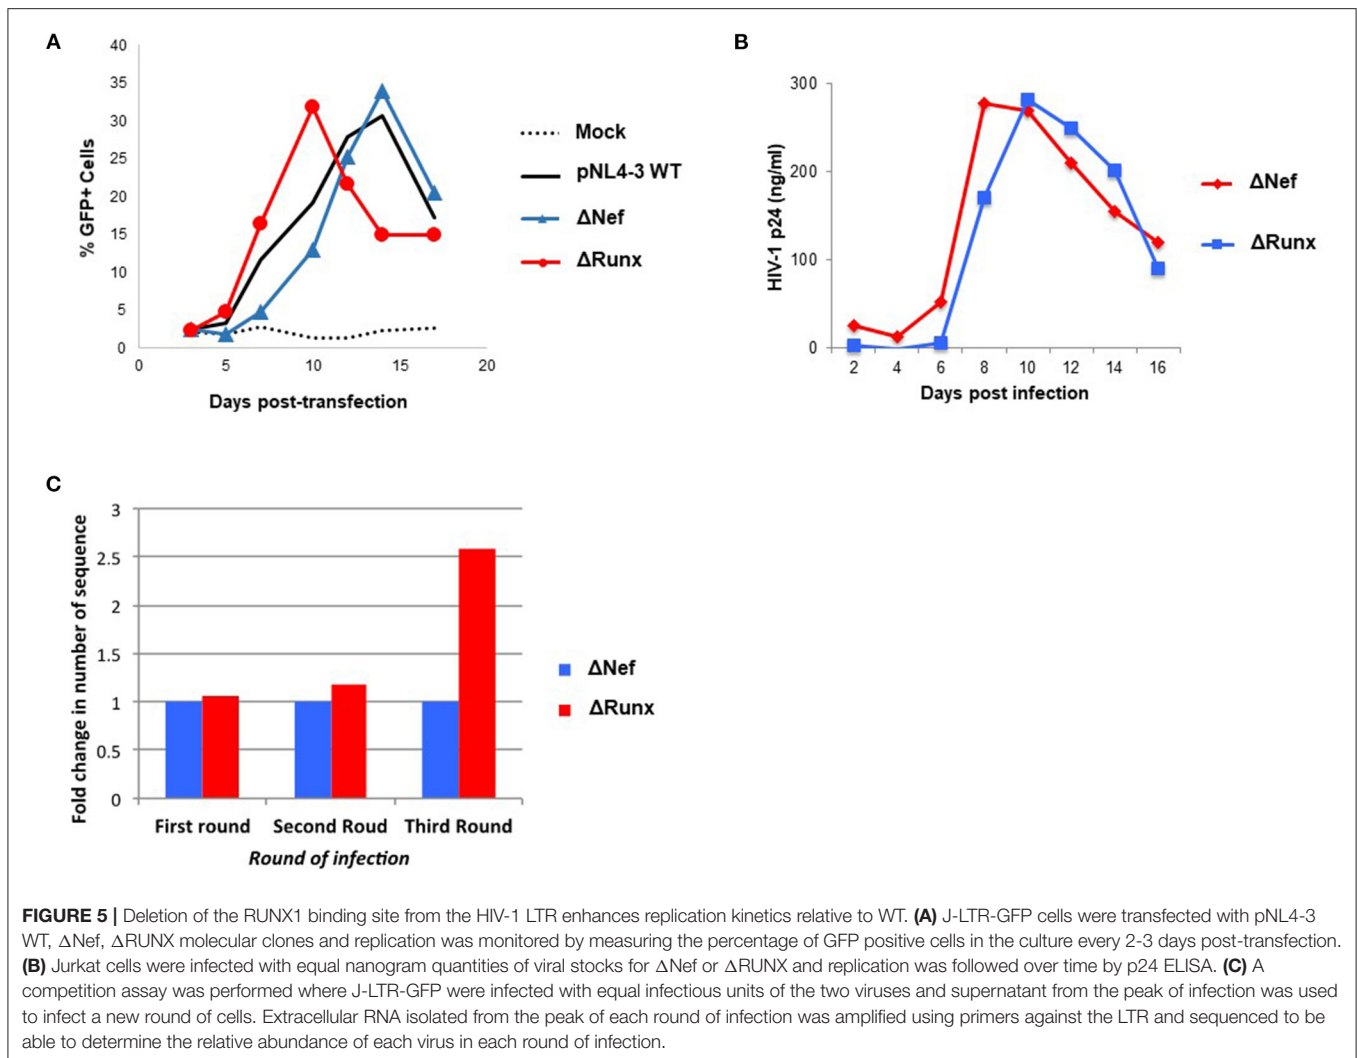 A
40
35
30
25
20
15
10
5
0
% GFP+ Cells
0 5 10 15 20
Days post-transfection
Mock
pNL4-3 WT
ΔNef
ΔRunx
B
300
200
100
0
HIV-1 p24 (ng/ml)
2 4 6 8 10 12 14 16
Days post infection
ΔNef
ΔRunx
C
3
2.5
2
1.5
1
0.5
0
Fold change in number of sequence
First round Second Roud Third Round
Round of infection
ΔNef
ΔRunx
FIGURE 5 | Deletion of the RUNX1 binding site from the HIV-1 LTR enhances replication kinetics relative to WT. (A) J-LTR-GFP cells were transfected with pNL4-3
WT, ΔNef, ΔRUNX molecular clones and replication was monitored by measuring the percentage of GFP positive cells in the culture every 2-3 days post-transfection.
(B) Jurkat cells were infected with equal nanogram quantities of viral stocks for ΔNef or ΔRUNX and replication was followed over time by p24 ELISA. (C) A
competition assay was performed where J-LTR-GFP were infected with equal infectious units of the two viruses and supernatant from the peak of infection was used
to infect a new round of cells. Extracellular RNA isolated from the peak of each round of infection was amplified using primers against the LTR and sequenced to be
able to determine the relative abundance of each virus in each round of infection.